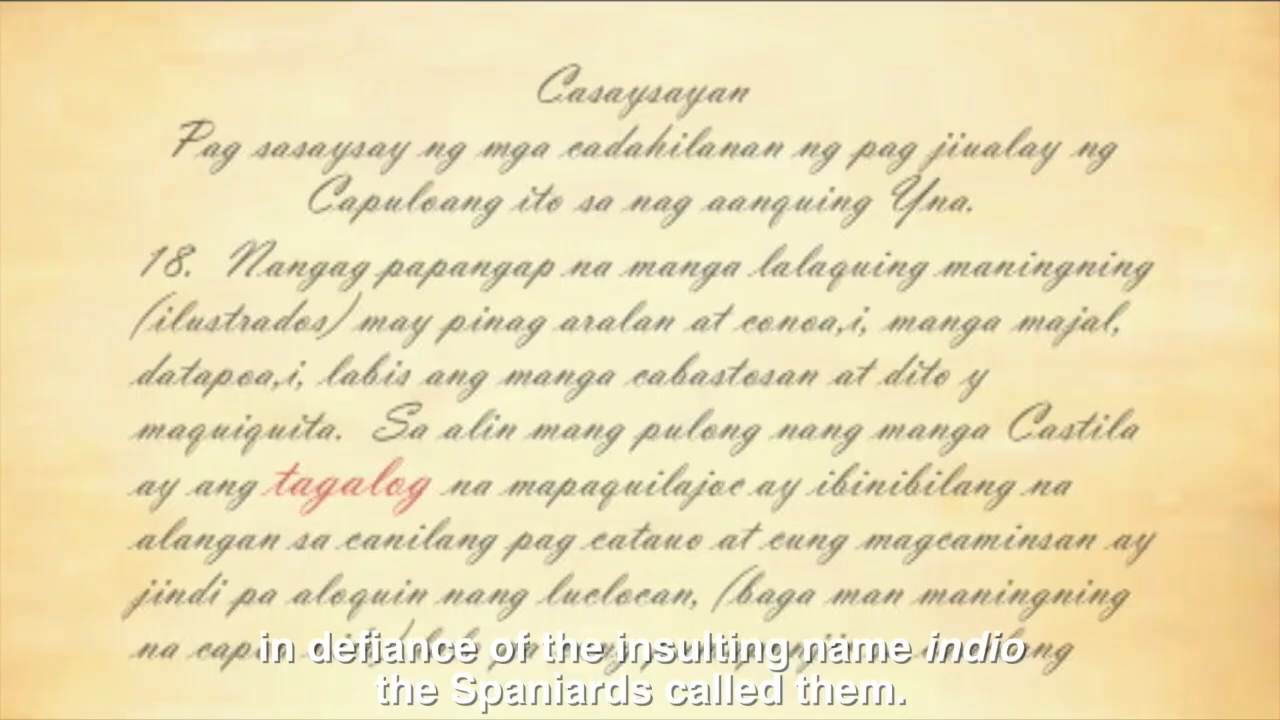 Casaysayan
Pag sasaysay ng mga cadahilanan ng pag jiualay ng
Capuloang ito sa nag aanquing Yna.
18. Nangag papangap na manga lalaquing maningning
(ilustrados) may pinag aralan at conoa,i, manga majal,
datapoa,i, labis ang manga cabastosan at dito y
maquiquita. Sa alin mang pulong nang manga Castila
ay ang tagalog na mapaquilajoc ay ibinibilang na
alangan sa canilang pag catauo at cung magcaminsan ay
jindi pa aloquin nang luclocan, (baga man maningning
na
in defiance of the insulting name indio
the Spaniards called them.